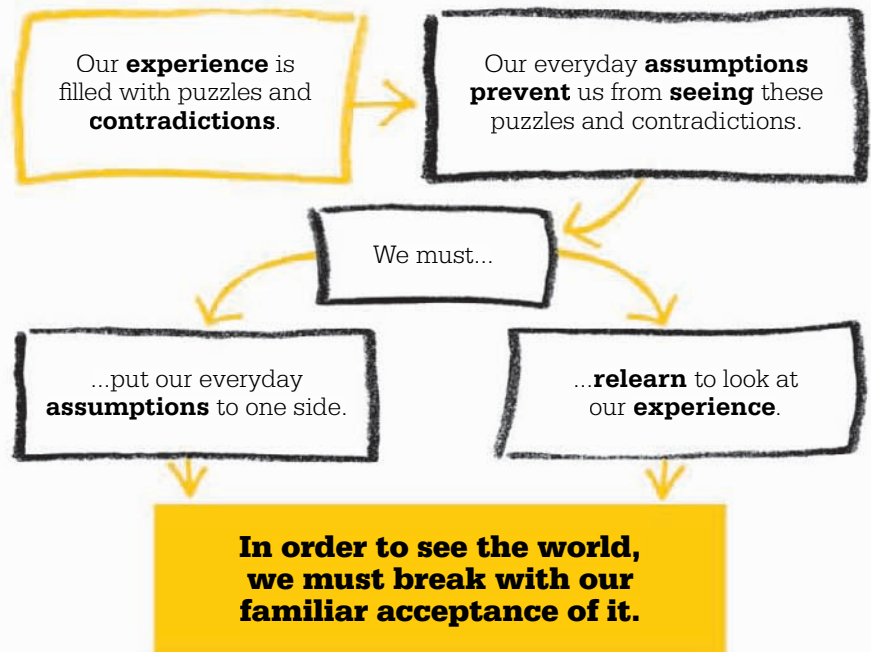 Our experience is
filled with puzzles and
contradictions.
Our everyday assumptions
prevent us from seeing these
puzzles and contradictions.
We must...
...put our everyday
assumptions to one side.
...relearn to look at
our experience.
In order to see the world,
we must break with our
familiar acceptance of it.